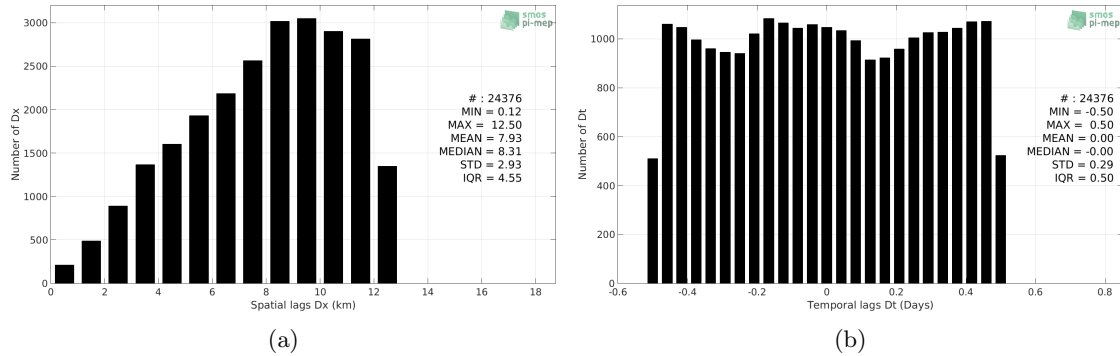 3000
2500
2000
1500
1000
500
0
Number of Dx
0 2 4 6 8 10 12 14 16 18
Spatial lags Dx (km)
smos
pi-mep
# : 24376
MIN = 0.12
MAX = 12.50
MEAN = 7.93
MEDIAN = 8.31
STD = 2.93
IQR = 4.55
(a)
1000
800
600
400
200
0
Number of Dt
-0.6 -0.4 -0.2 0 0.2 0.4 0.6 0.8
Temporal lags Dt (Days)
smos
pi-mep
# : 24376
MIN = -0.50
MAX = 0.50
MEAN = 0.00
MEDIAN = -0.00
STD = 0.29
IQR = 0.50
(b)